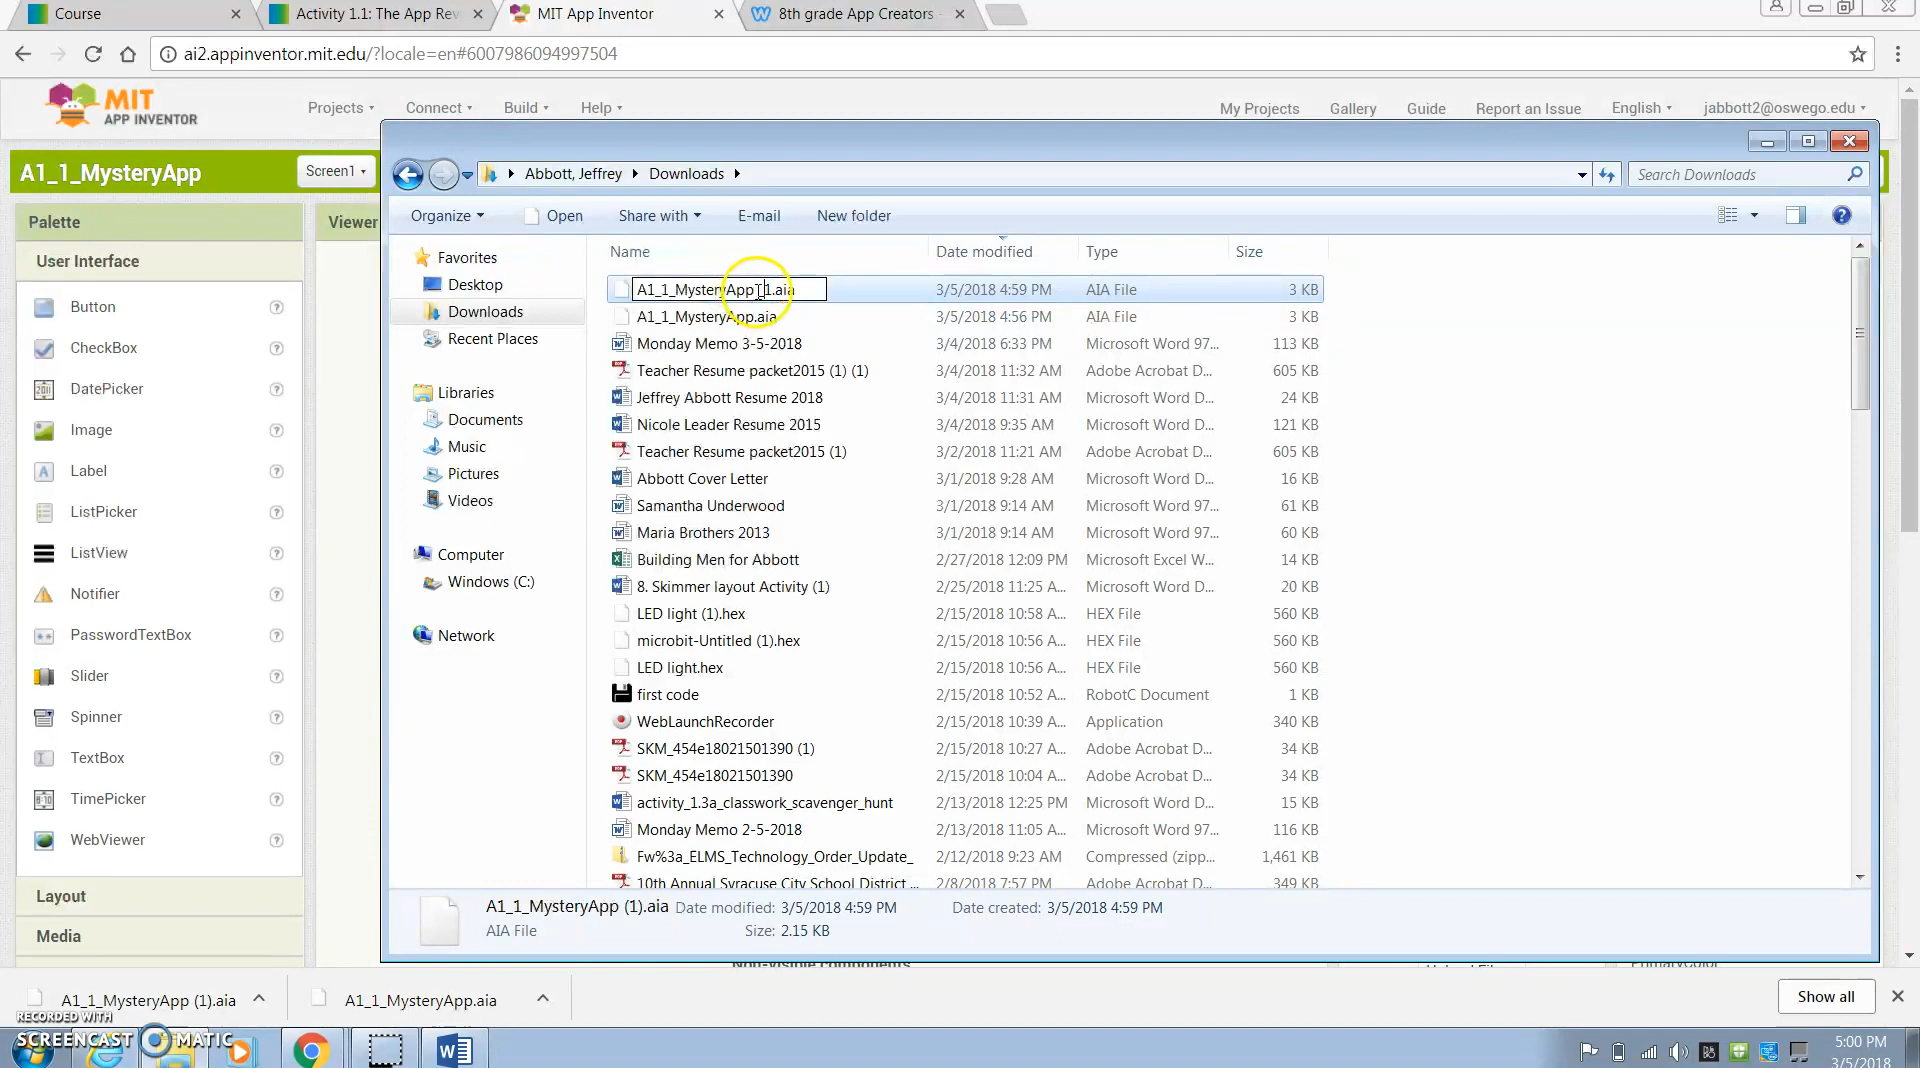 Course
Activity 1.1: The App Rev
MIT App Inventor
8th grade App Creators
ai2.appinventor.mit.edu/?locale=en#6007986094997504
MIT
APP INVENTOR
Projects
Connect
Build
Help
My Projects
Gallery
Guide
Report an Issue
English
jabbott2@oswego.edu
A1_1_MysteryApp
Screen1
Abbott, Jeffrey
Downloads
Search Downloads
Organize
Open
Share with
E-mail
New folder
Palette
Viewer
User Interface
Button
CheckBox
DatePicker
Image
Label
ListPicker
ListView
Notifier
PasswordTextBox
Slider
Spinner
TextBox
TimePicker
WebViewer
Layout
Media
Favorites
Desktop
Downloads
Recent Places
Libraries
Documents
Music
Pictures
Videos
Computer
Windows (C:)
Network
Name Date modified Type Size
A1_1_MysteryApp 1.aia 3/5/2018 4:59 PM AIA File 3 KB
A1_1_MysteryApp.aia 3/5/2018 4:56 PM AIA File 3 KB
Monday Memo 3-5-2018 3/4/2018 6:33 PM Microsoft Word 97... 113 KB
Teacher Resume packet2015 (1) (1) 3/4/2018 11:32 AM Adobe Acrobat D... 605 KB
Jeffrey Abbott Resume 2018 3/4/2018 11:31 AM Microsoft Word D... 24 KB
Nicole Leader Resume 2015 3/4/2018 9:35 AM Microsoft Word D... 121 KB
Teacher Resume packet2015 (1) 3/2/2018 11:21 AM Adobe Acrobat D... 605 KB
Abbott Cover Letter 3/1/2018 9:28 AM Microsoft Word D... 16 KB
Samantha Underwood 3/1/2018 9:14 AM Microsoft Word 97... 61 KB
Maria Brothers 2013 3/1/2018 9:14 AM Microsoft Word 97... 60 KB
Building Men for Abbott 2/27/2018 12:09 PM Microsoft Excel W... 14 KB
8. Skimmer layout Activity (1) 2/25/2018 11:25 A... Microsoft Word D... 20 KB
LED light (1).hex 2/15/2018 10:58 A... HEX File 560 KB
microbit-Untitled (1).hex 2/15/2018 10:56 A... HEX File 560 KB
LED light.hex 2/15/2018 10:56 A... HEX File 560 KB
first code 2/15/2018 10:52 A... RobotC Document 1 KB
WebLaunchRecorder 2/15/2018 10:39 A... Application 340 KB
SKM_454e18021501390 (1) 2/15/2018 10:27 A... Adobe Acrobat D... 34 KB
SKM_454e18021501390 2/15/2018 10:04 A... Adobe Acrobat D... 34 KB
activity_1.3a_classwork_scavenger_hunt 2/13/2018 12:25 PM Microsoft Word D... 15 KB
Monday Memo 2-5-2018 2/13/2018 11:05 A... Microsoft Word 97... 116 KB
Fw%3a_ELMS_Technology_Order_Update_ 2/12/2018 9:23 AM Compressed (zipp... 1,461 KB
10th Annual Syracuse City School District ... 2/8/2018 7:57 PM Adobe Acrobat D... 349 KB
A1_1_MysteryApp (1).aia Date modified: 3/5/2018 4:59 PM Date created: 3/5/2018 4:59 PM
AIA File Size: 2.15 KB
Non-visible components
A1_1_MysteryApp (1).aia
A1_1_MysteryApp.aia
Show all
RECORDED WITH
SCREENCAST MATIC
5:00 PM
3/5/2018